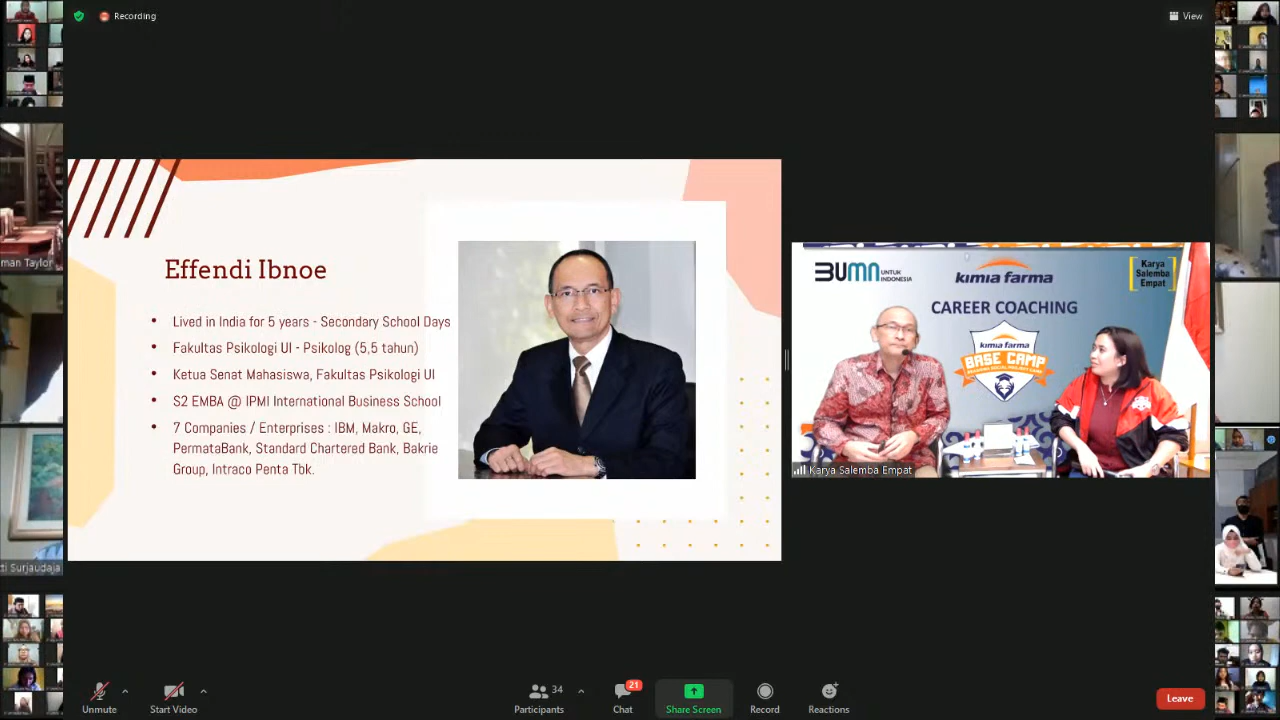 Recording
View
Effendi Ibnoe
• Lived in India for 5 years - Secondary School Days
• Fakultas Psikologi UI - Psikolog (5,5 tahun)
• Ketua Senat Mahasiswa Fakultas Psikologi UI
• S2 EMBA @ IPMI International Business School
• 7 Companies / Enterprises : IBM, Makro, GE,
PermataBank, Standard Chartered Bank, Bakrie
Group, Intraco Penta Tbk.
BUMN UNTUK
INDONESIA
kimia farma
Karya
Salemba
Empat
CAREER COACHING
kimia farma
BASE CAMP
Karya Salemba Empat
man Taylor
ti Surjaudaja
Unmute
Start Video
Participants
34
Chat
21
Share Screen
Record
Reactions
Leave